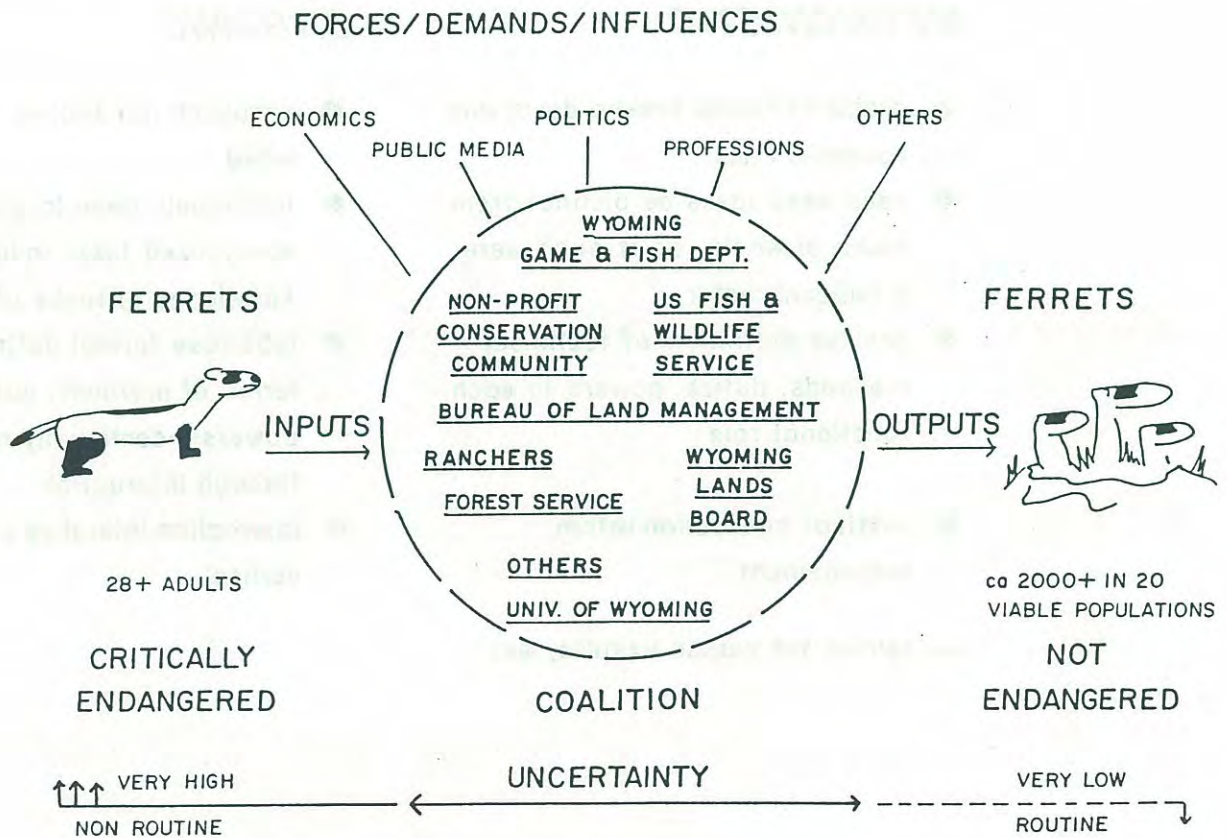 FORCES/DEMANDS/INFLUENCES
ECONOMICS
PUBLIC MEDIA
POLITICS
PROFESSIONS
OTHERS
WYOMING
GAME & FISH DEPT.
NON-PROFIT
CONSERVATION
COMMUNITY
US FISH &
WILDLIFE
SERVICE
BUREAU OF LAND MANAGEMENT
RANCHERS
WYOMING
LANDS
BOARD
FOREST SERVICE
OTHERS
UNIV. OF WYOMING
FERRETS
INPUTS
OUTPUTS
FERRETS
28+ ADULTS
ca 2000+ IN 20
VIABLE POPULATIONS
CRITICALLY
ENDANGERED
COALITION
NOT
ENDANGERED
VERY HIGH
NON ROUTINE
UNCERTAINTY
VERY LOW
ROUTINE